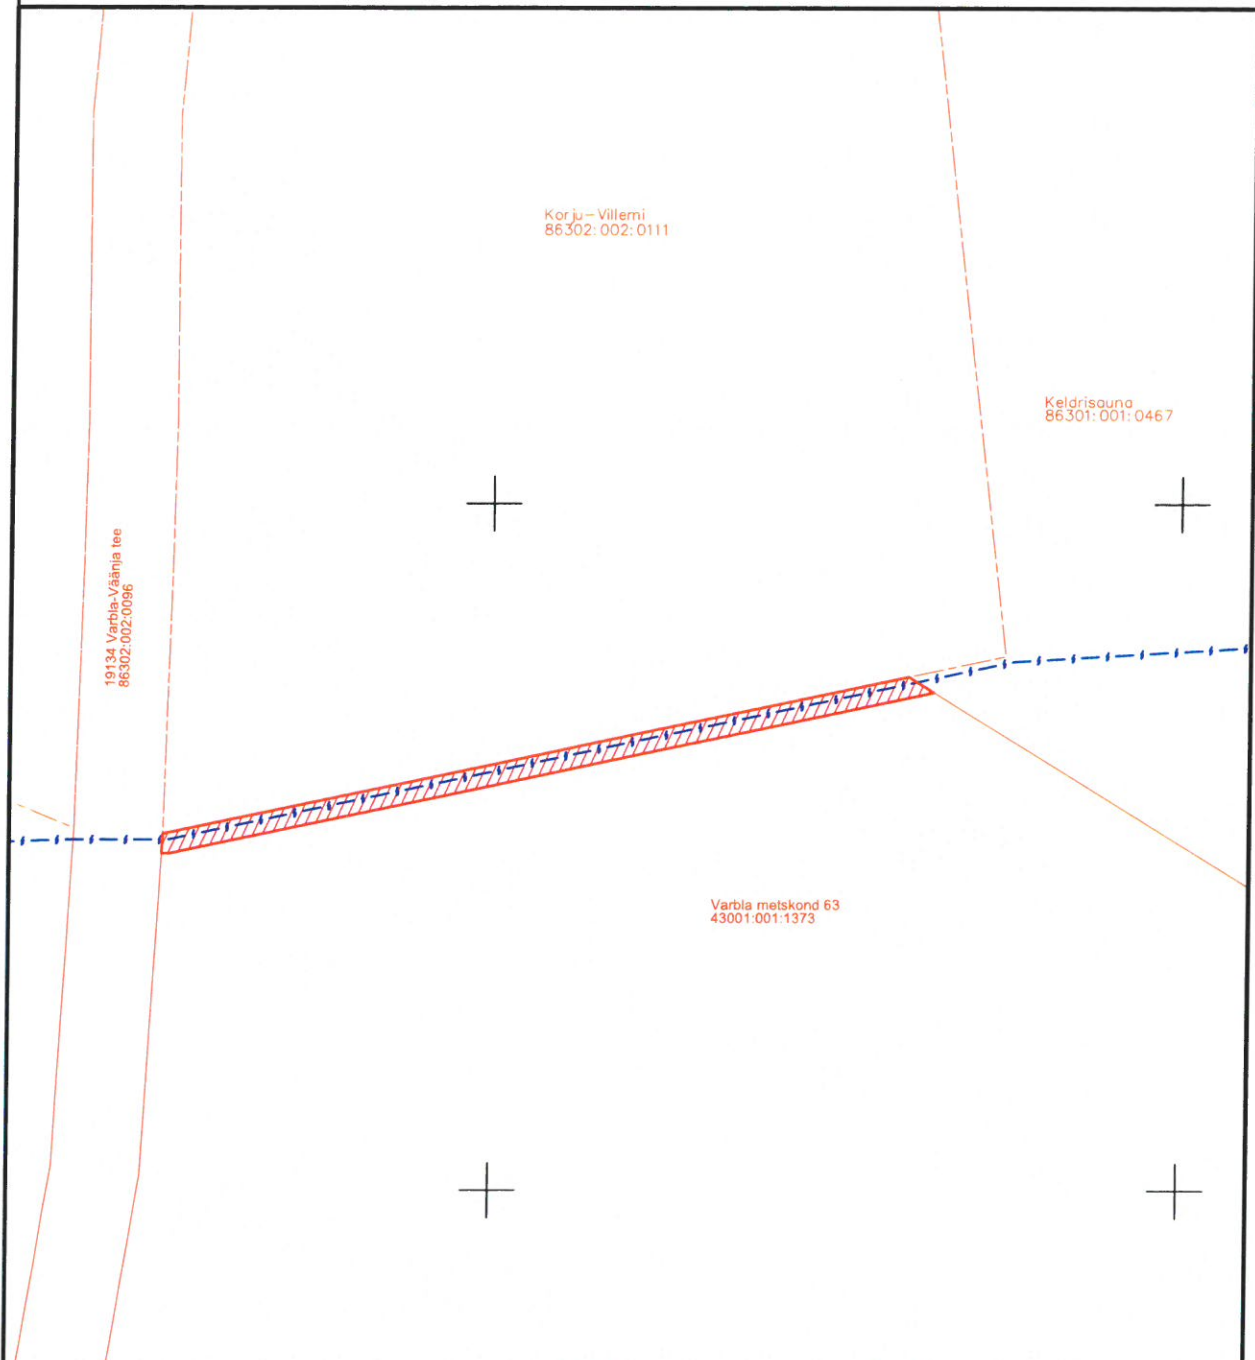 Korju-Villemi
86302:002:0111
Keldrisauna
86301:001:0467
19134 Varbla-Väänja tee
86302:002:0096
Varbla metskond 63
43001:001:1373